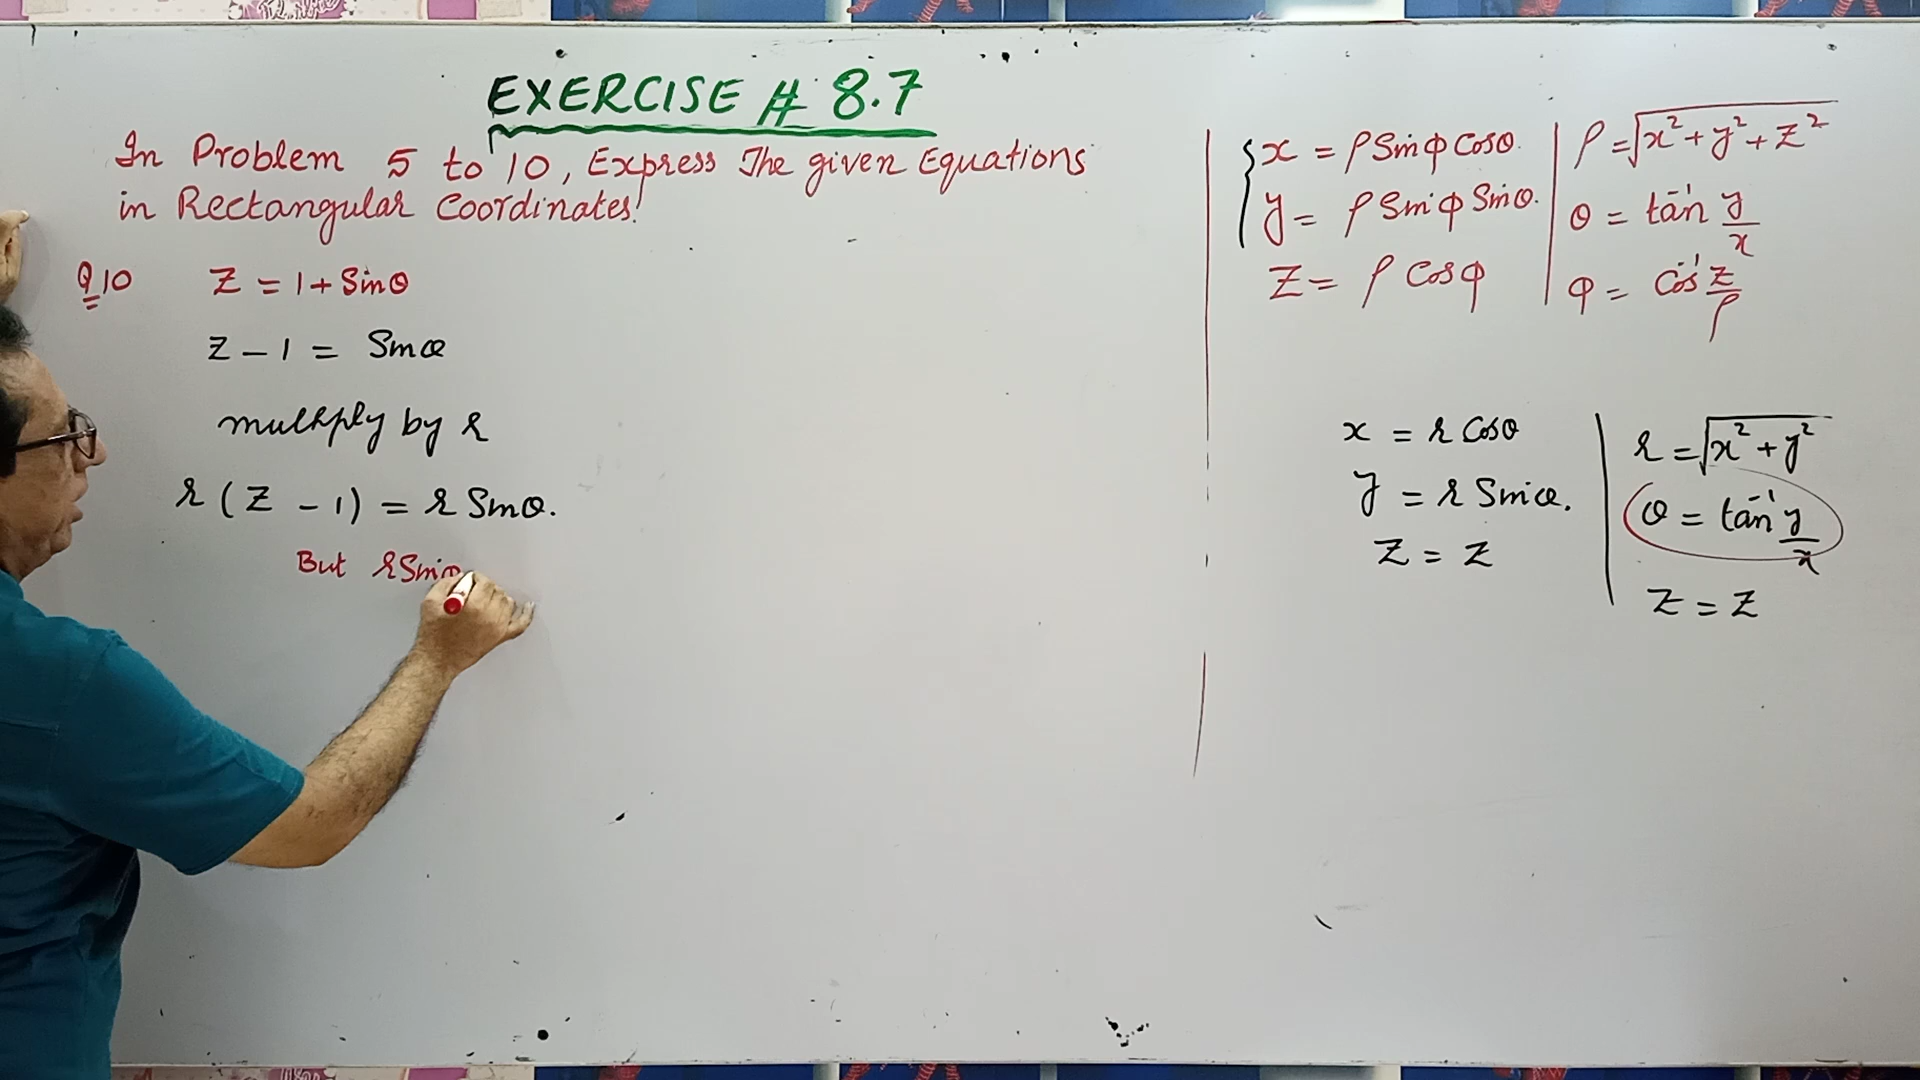 EXERCISE # 8.7
In Problem 5 to 10, Express The given Equations
in Rectangular Coordinates!
Q10 Z = 1 + Sinθ
Z - 1 = Sinθ
multiply by r
r (Z - 1) = r Sinθ.
But r Sinθ
x = ρ Sinφ Cosθ.
y = ρ Sinφ Sinθ.
Z = ρ Cosφ
ρ = √x² + y² + Z²
θ = tan⁻¹ y/x
φ = Cos⁻¹ Z/ρ
x = r Cosθ
y = r Sinθ.
Z = Z
r = √x² + y²
θ = tan⁻¹ y/x
Z = Z